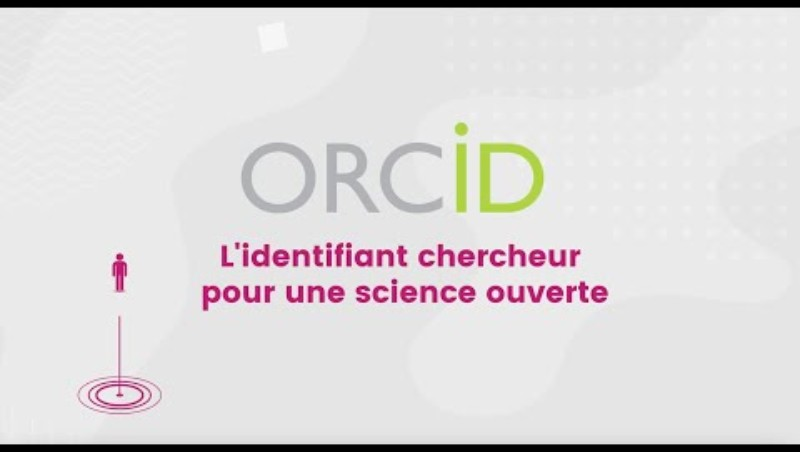 ORCiD
L'identifiant chercheur
pour une science ouverte